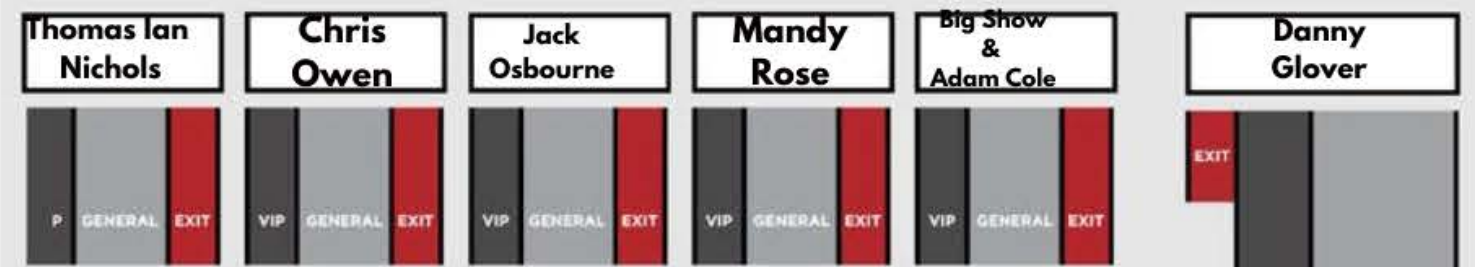 Thomas Ian
Nichols
Chris
Owen
Jack
Osbourne
Mandy
Rose
Big Show
&
Adam Cole
Danny
Glover
P GENERAL EXIT
VIP GENERAL EXIT
VIP GENERAL EXIT
VIP GENERAL EXIT
VIP GENERAL EXIT
EXIT